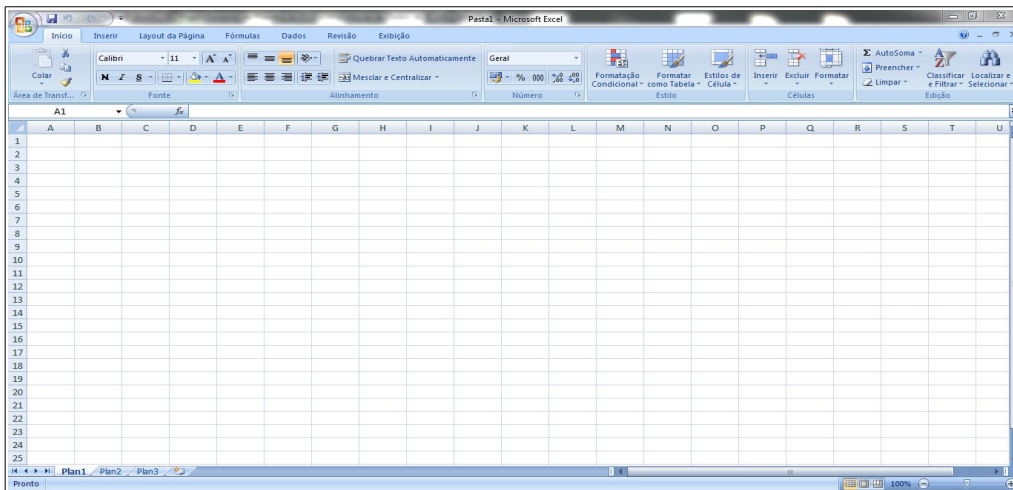 Pasta1 - Microsoft Excel
Início Inserir Layout da Página Fórmulas Dados Revisão Exibição
Colar
Área de Transf...
Calibri 11
N I S
Fonte
Quebrar Texto Automaticamente
Mesclar e Centralizar
Alinhamento
Geral
% 000
Número
Formatação Condicional
Formatar como Tabela
Estilos de Célula
Estilo
Inserir Excluir Formatar
Células
Σ AutoSoma
Preencher
Limpar
Classificar e Filtrar
Localizar e Selecionar
Edição
A1 fx
A B C D E F G H I J K L M N O P Q R S T U
1
2
3
4
5
6
7
8
9
10
11
12
13
14
15
16
17
18
19
20
21
22
23
24
25
Plan1 Plan2 Plan3
Pronto 100%